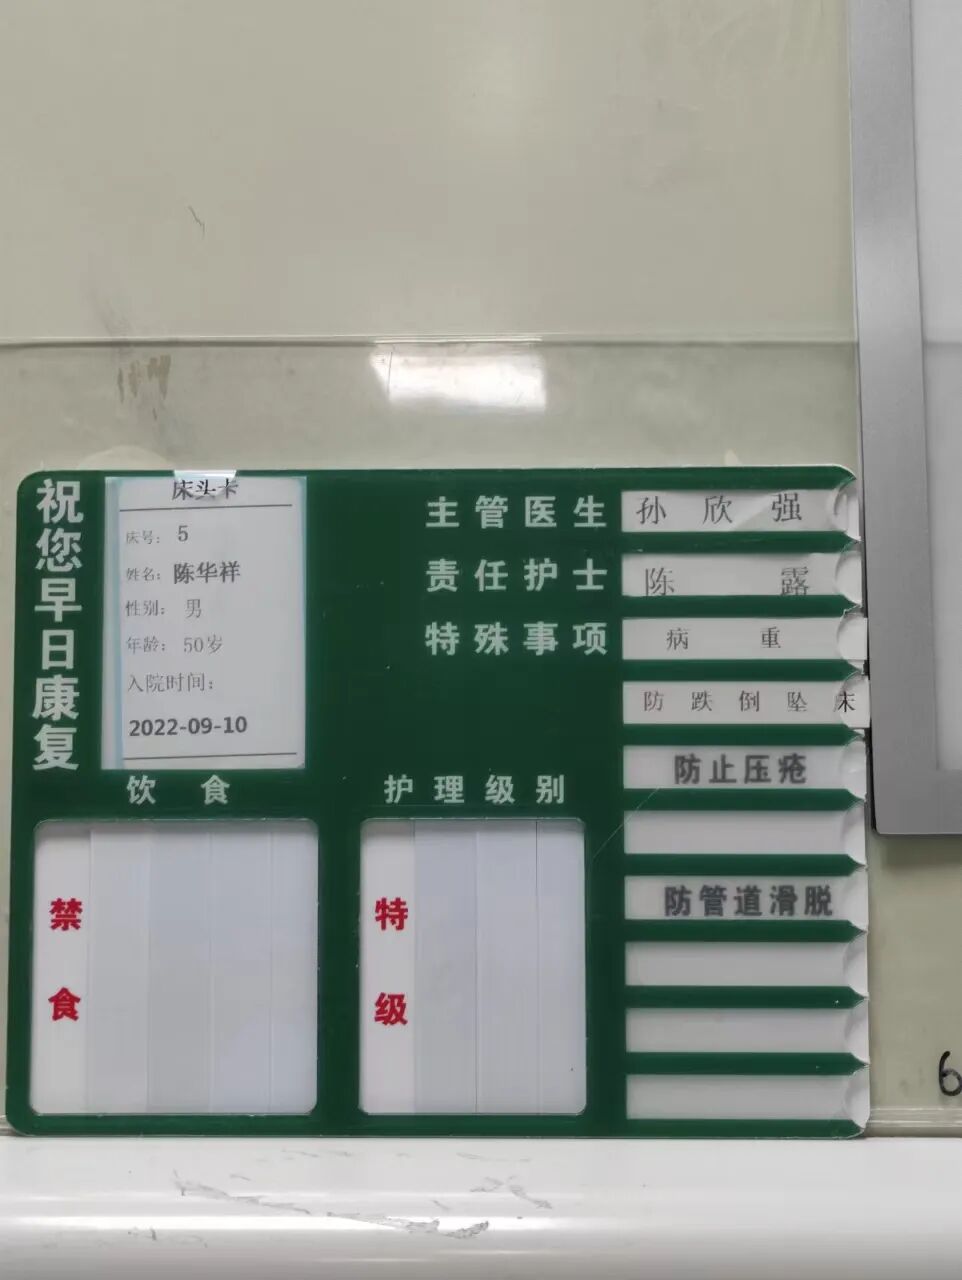 祝您早日康复
床头卡
床号： 5
姓名：陈华祥
性别： 男
年龄： 50岁
入院时间：
2022-09-10
主管医生 孙欣强
责任护士 陈露
特殊事项 病重
防跌倒坠床
防止压疮
防管道滑脱
饮食
禁食
护理级别
特级
6